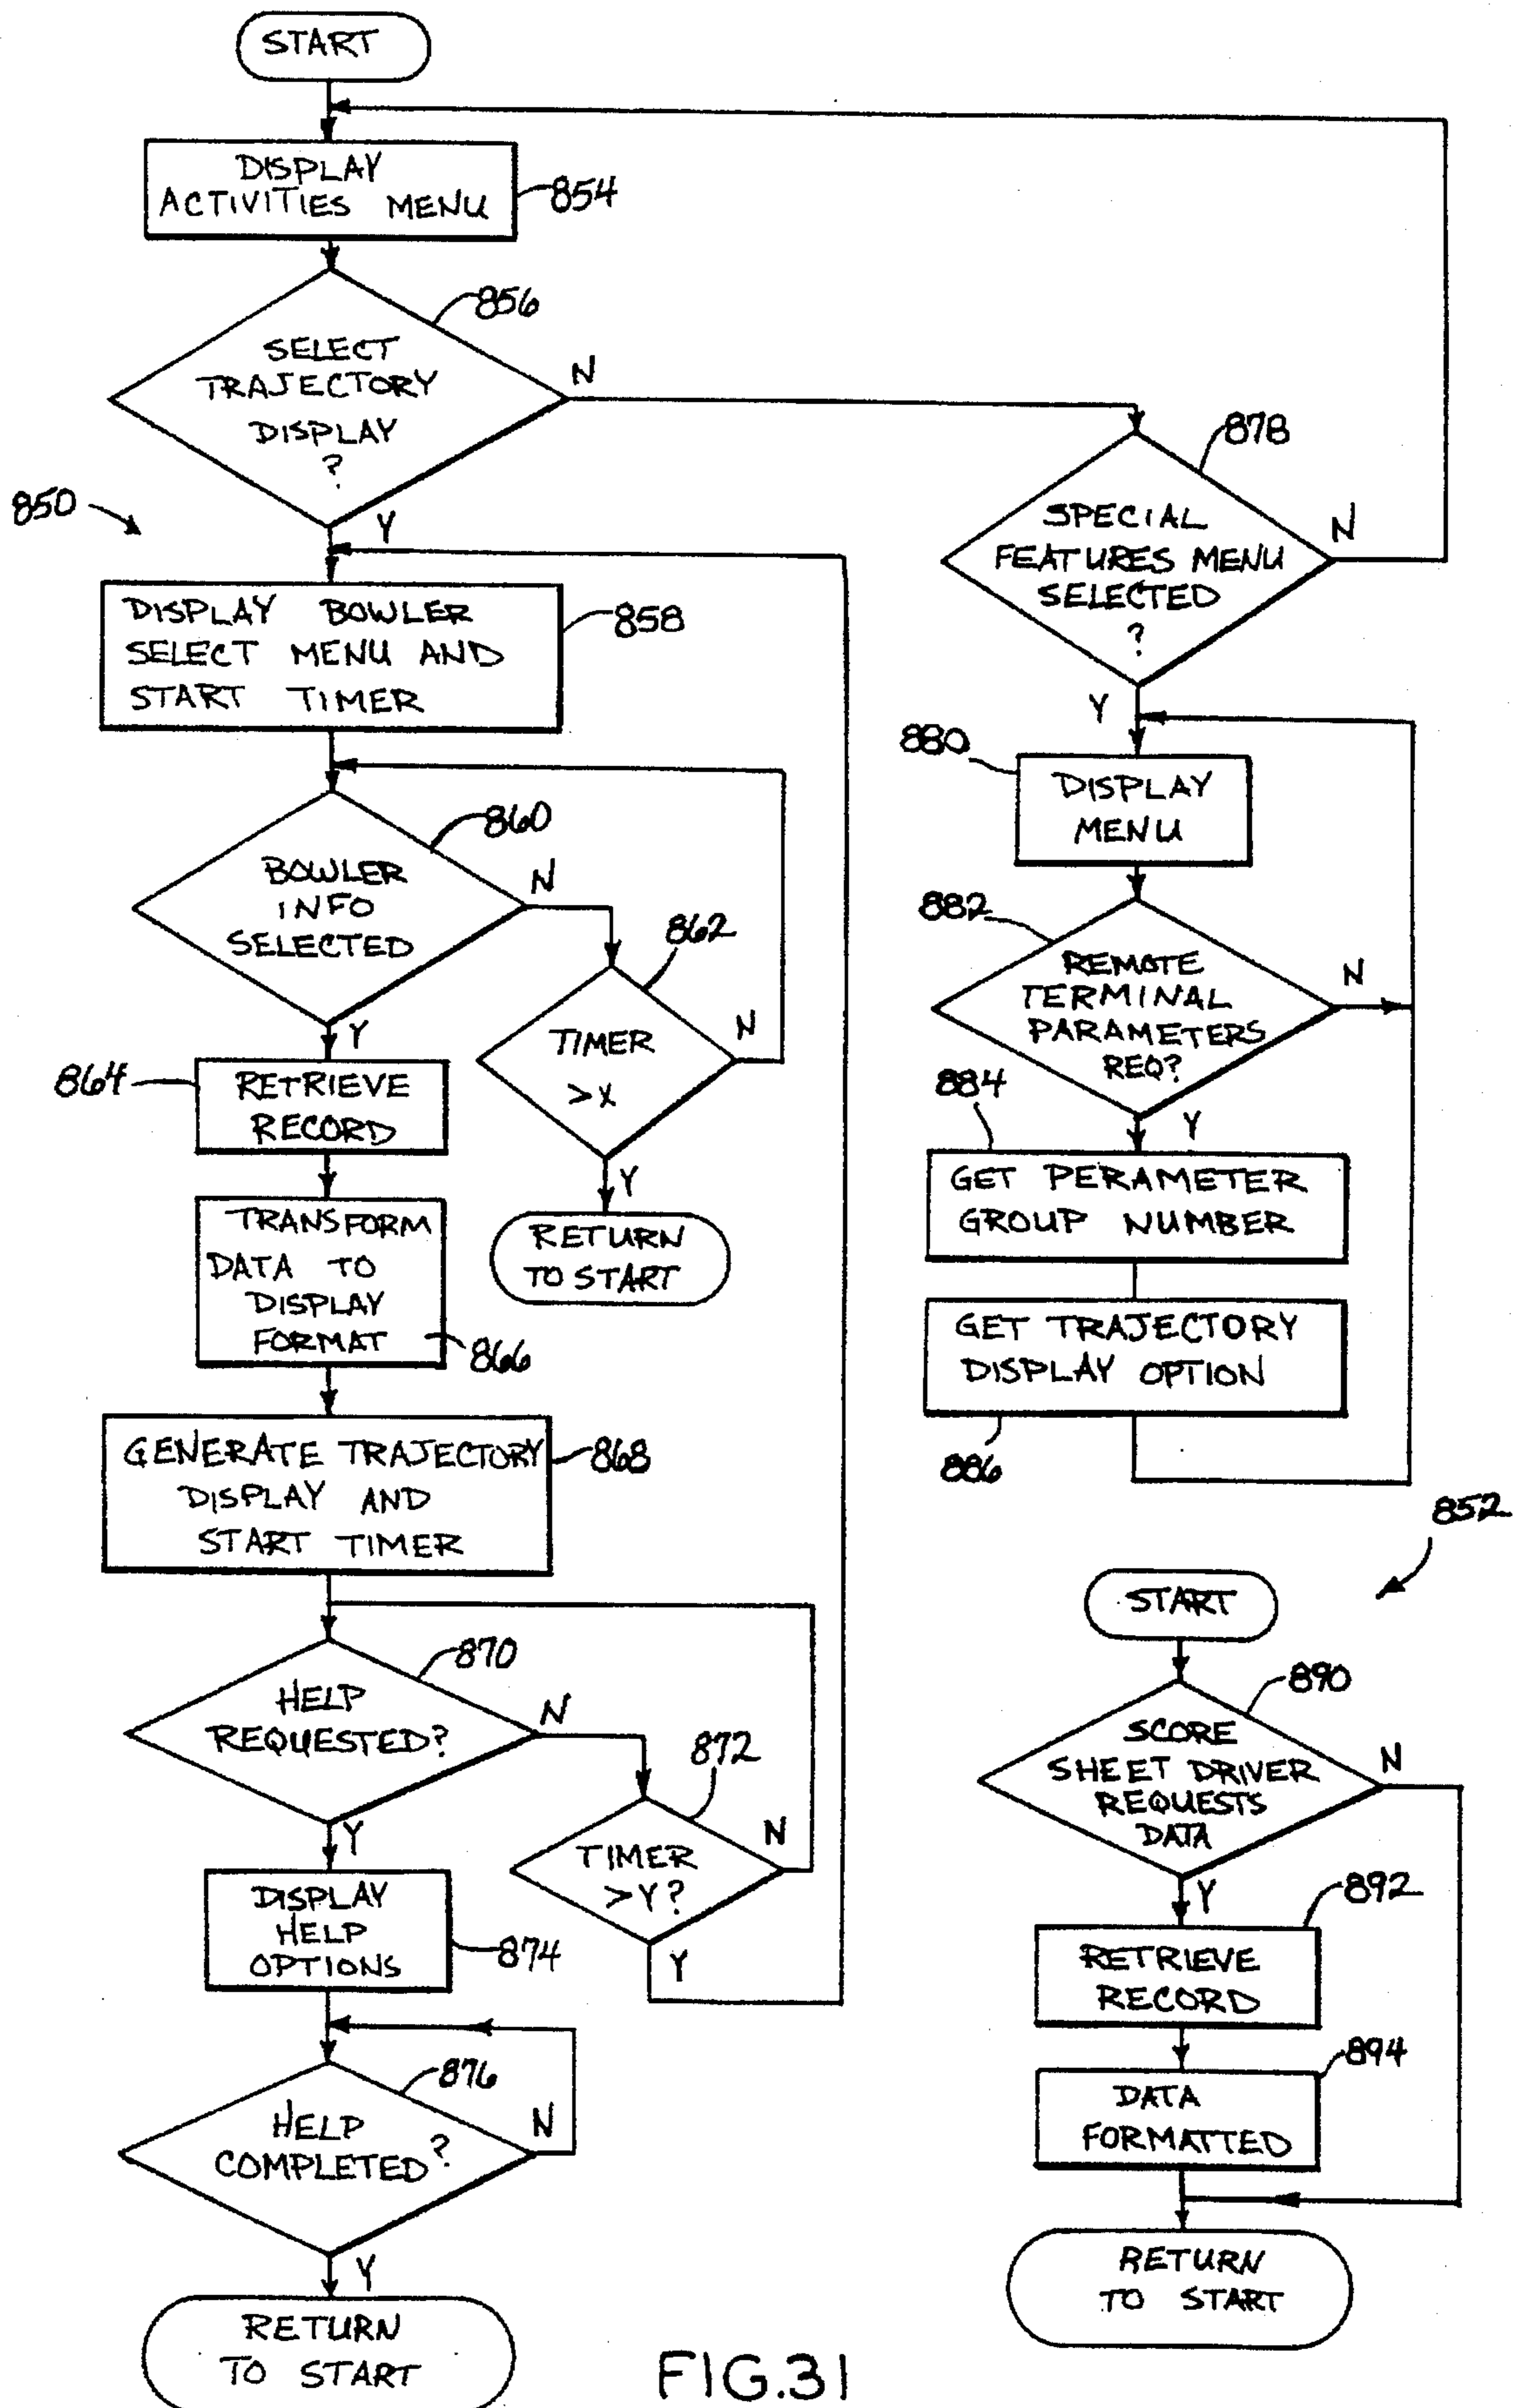 START
DISPLAY
ACTIVITIES MENU
854
856
SELECT
TRAJECTORY
DISPLAY
?
N
Y
850
DISPLAY BOWLER
SELECT MENU AND
START TIMER
858
860
BOWLER
INFO
SELECTED
N
Y
862
TIMER
>X
N
Y
RETURN
TO START
864
RETRIEVE
RECORD
TRANSFORM
DATA TO
DISPLAY
FORMAT
866
GENERATE TRAJECTORY
DISPLAY AND
START TIMER
868
870
HELP
REQUESTED?
N
Y
872
TIMER
>Y?
N
Y
DISPLAY
HELP
OPTIONS
874
876
HELP
COMPLETED?
N
Y
RETURN
TO START
878
SPECIAL
FEATURES MENU
SELECTED
?
N
Y
880
DISPLAY
MENU
882
REMOTE
TERMINAL
PARAMETERS
REQ?
N
Y
884
GET PERAMETER
GROUP NUMBER
GET TRAJECTORY
DISPLAY OPTION
886
852
START
890
SCORE
SHEET DRIVER
REQUESTS
DATA
N
Y
892
RETRIEVE
RECORD
894
DATA
FORMATTED
RETURN
TO START
FIG.31